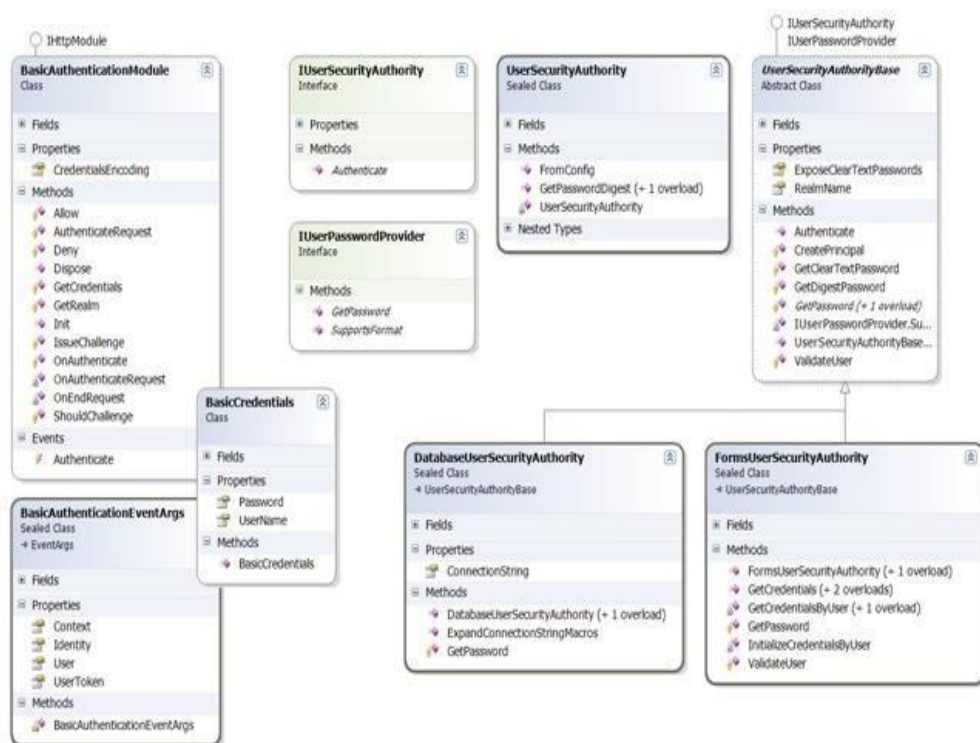 IHttpModule
BasicAuthenticationModule
Class
Fields
Properties
CredentialsEncoding
Methods
Allow
AuthenticateRequest
Deny
Dispose
GetCredentials
GetRealm
Init
IssueChallenge
OnAuthenticate
OnAuthenticateRequest
OnEndRequest
ShouldChallenge
Events
Authenticate
BasicAuthenticationEventArgs
Sealed Class
EventArgs
Fields
Properties
Context
Identity
User
UserToken
Methods
BasicAuthenticationEventArgs
BasicCredentials
Class
Fields
Properties
Password
UserName
Methods
BasicCredentials
IUserSecurityAuthority
Interface
Properties
Methods
Authenticate
IUserPasswordProvider
Interface
Methods
GetPassword
SupportsFormat
UserSecurityAuthority
Sealed Class
Fields
Methods
FromConfig
GetPasswordDigest (+ 1 overload)
UserSecurityAuthority
Nested Types
IUserSecurityAuthority
IUserPasswordProvider
UserSecurityAuthorityBase
Abstract Class
Fields
Properties
ExposeClearTextPasswords
RealmName
Methods
Authenticate
CreatePrincipal
GetClearTextPassword
GetDigestPassword
GetPassword (+ 1 overload)
IUserPasswordProvider.Su...
UserSecurityAuthorityBase...
ValidateUser
DatabaseUserSecurityAuthority
Sealed Class
UserSecurityAuthorityBase
Fields
Properties
ConnectionString
Methods
DatabaseUserSecurityAuthority (+ 1 overload)
ExpandConnectionStringMacros
GetPassword
FormsUserSecurityAuthority
Sealed Class
UserSecurityAuthorityBase
Fields
Methods
FormsUserSecurityAuthority (+ 1 overload)
GetCredentials (+ 2 overloads)
GetCredentialsByUser (+ 1 overload)
GetPassword
InitializeCredentialsByUser
ValidateUser